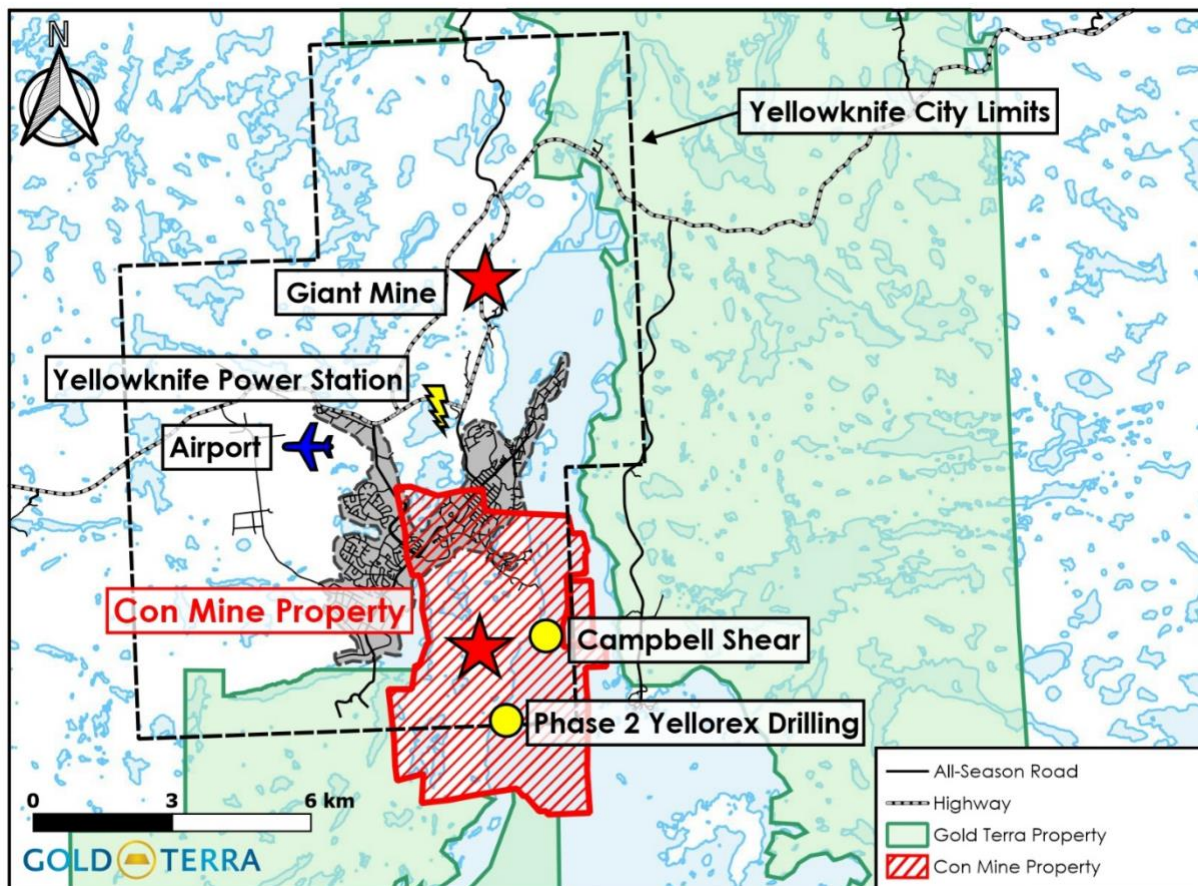 N
Yellowknife City Limits
Giant Mine
Yellowknife Power Station
Airport
Con Mine Property
Campbell Shear
Phase 2 Yellorex Drilling
0 3 6 km
GOLD TERRA
All-Season Road
Highway
Gold Terra Property
Con Mine Property